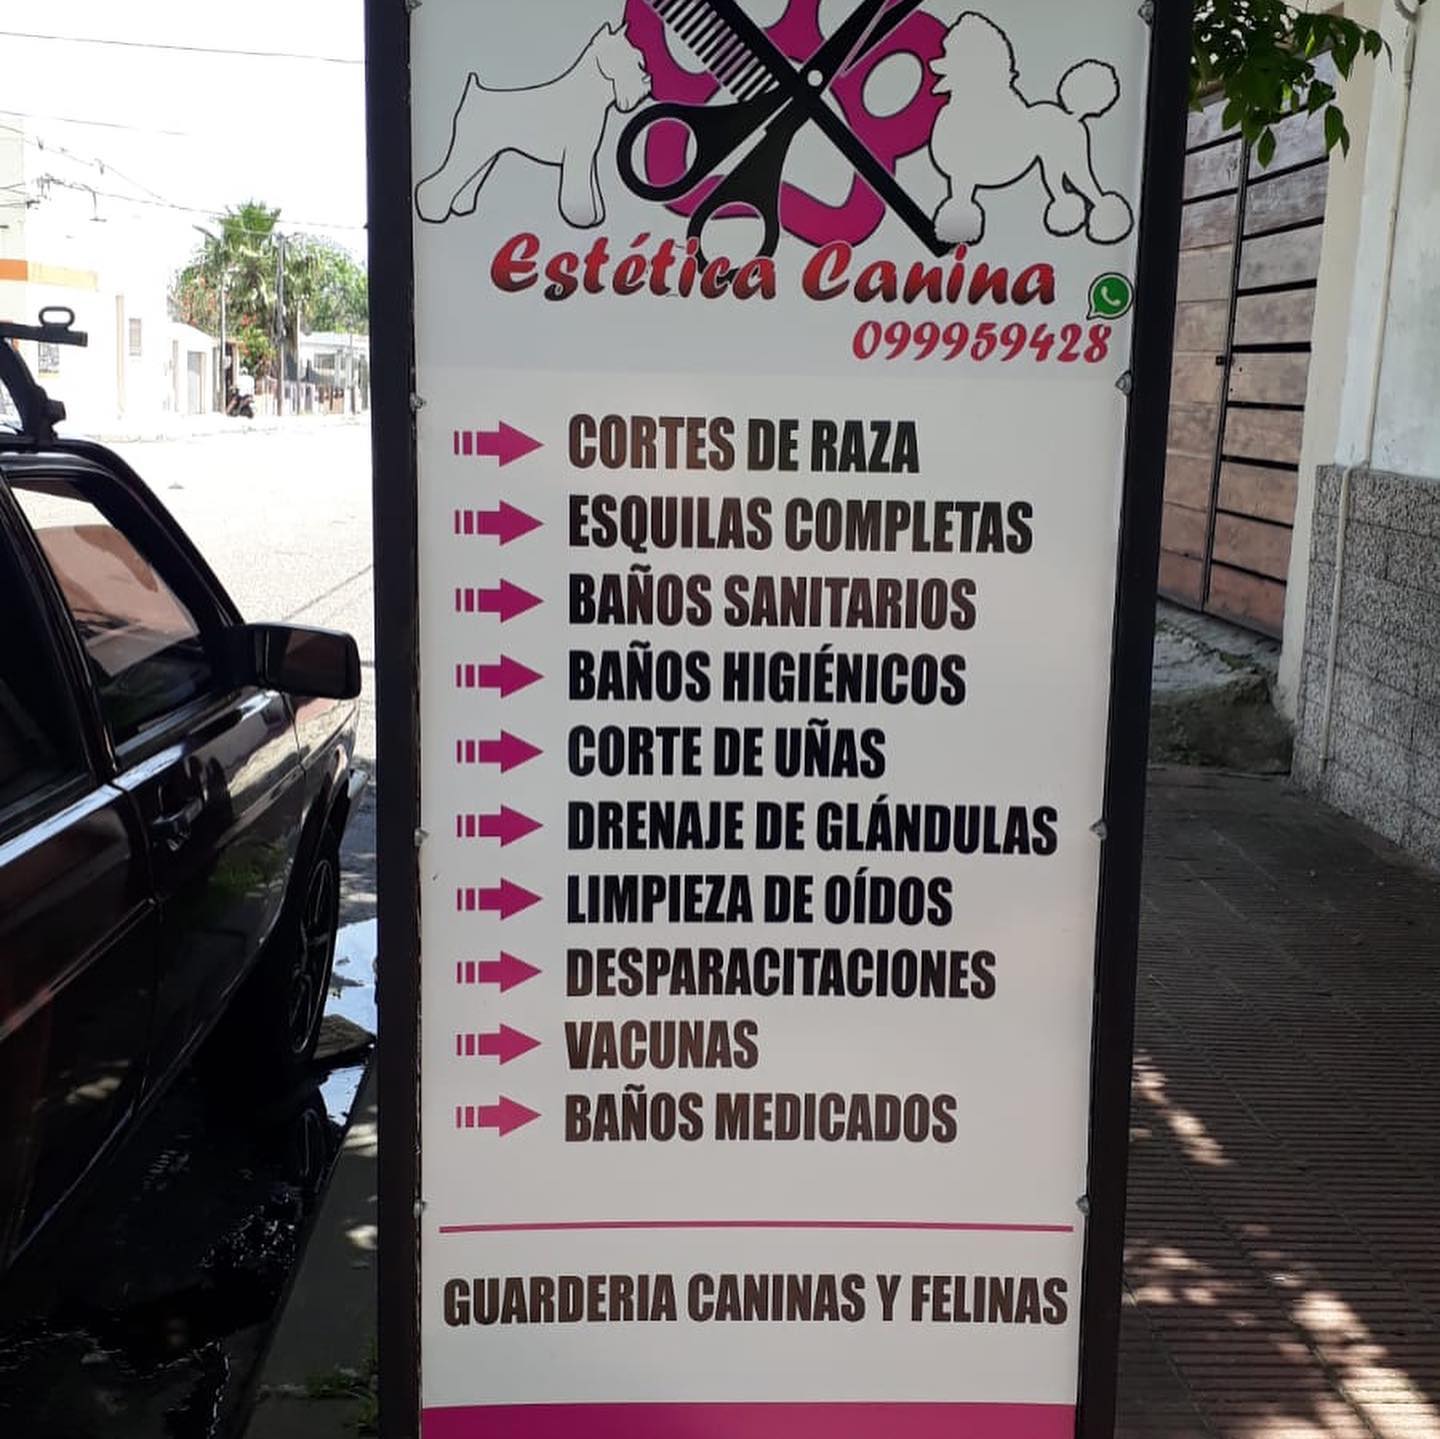 Estética Canina
099959428
CORTES DE RAZA
ESQUILAS COMPLETAS
BAÑOS SANITARIOS
BAÑOS HIGIÉNICOS
CORTE DE UÑAS
DRENAJE DE GLÁNDULAS
LIMPIEZA DE OÍDOS
DESPARACITACIONES
VACUNAS
BAÑOS MEDICADOS
GUARDERIA CANINAS Y FELINAS